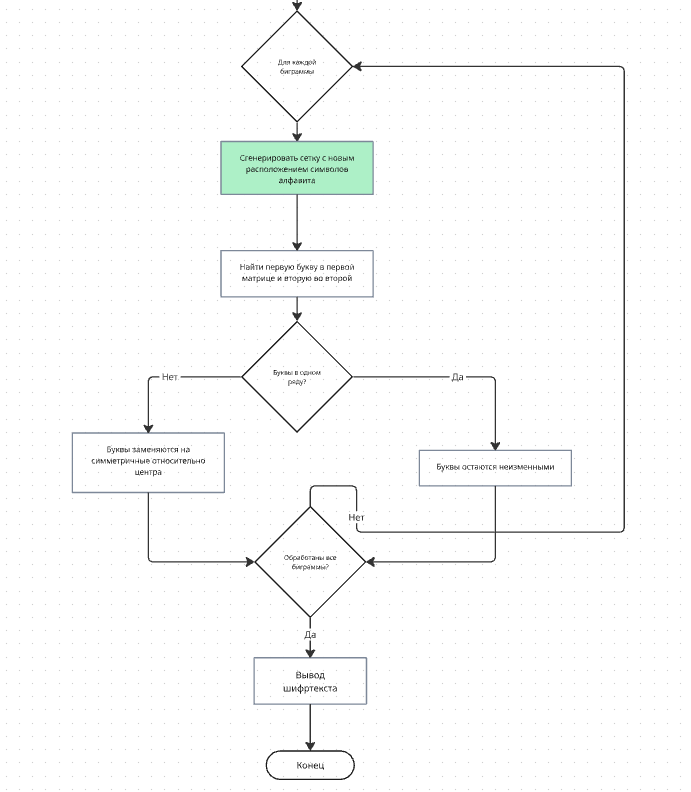 Для каждой
биграммы
Сгенерировать сетку с новым
расположением символов
алфавита
Найти первую букву в первой
матрице и вторую во второй
Буквы в одном
ряду?
Нет
Да
Буквы заменяются на
симметричные относительно
центра
Буквы остаются неизменными
Нет
Обработаны все
биграммы?
Да
Вывод
шифртекста
Конец